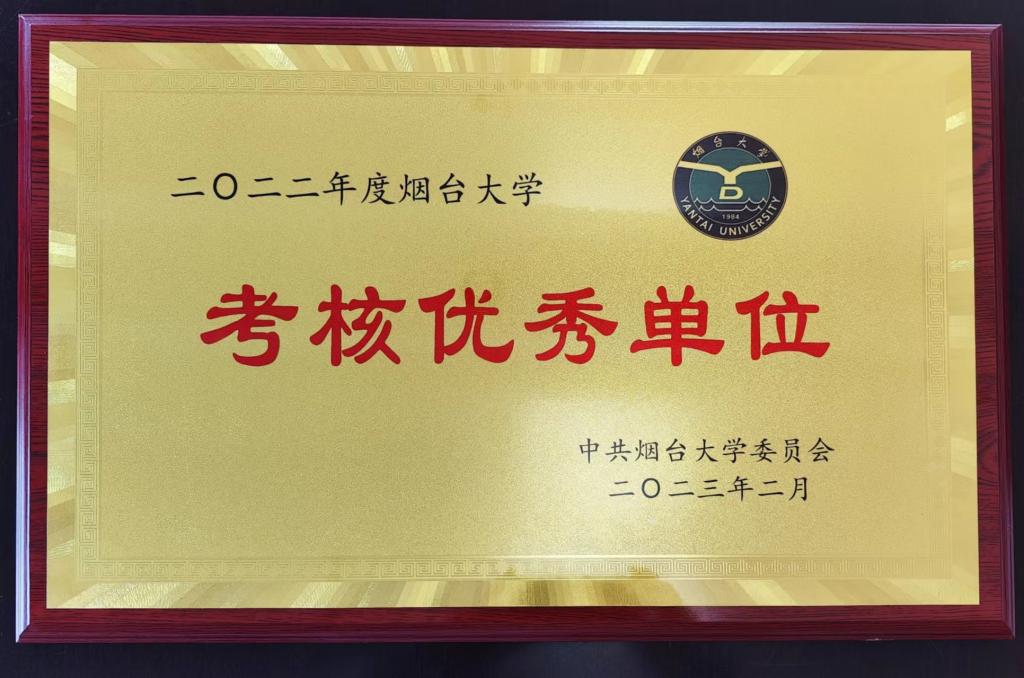 二〇二二年度烟台大学
烟台大学
YD
1984
YANTAI UNIVERSITY
考核优秀单位
中共烟台大学委员会
二〇二三年二月